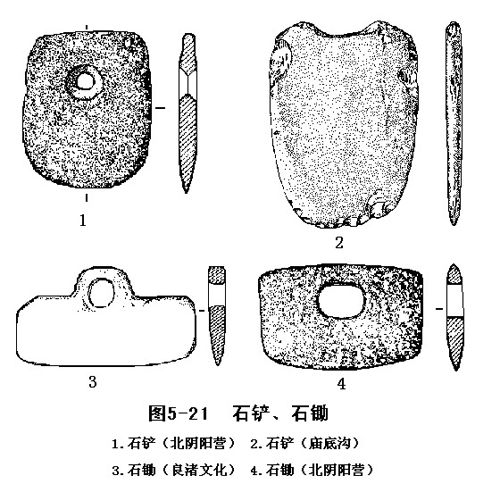 1
2
3
4
图5-21 石铲、石锄
1.石铲（北阴阳营） 2.石铲（庙底沟）
3.石锄（良渚文化） 4.石锄（北阴阳营）